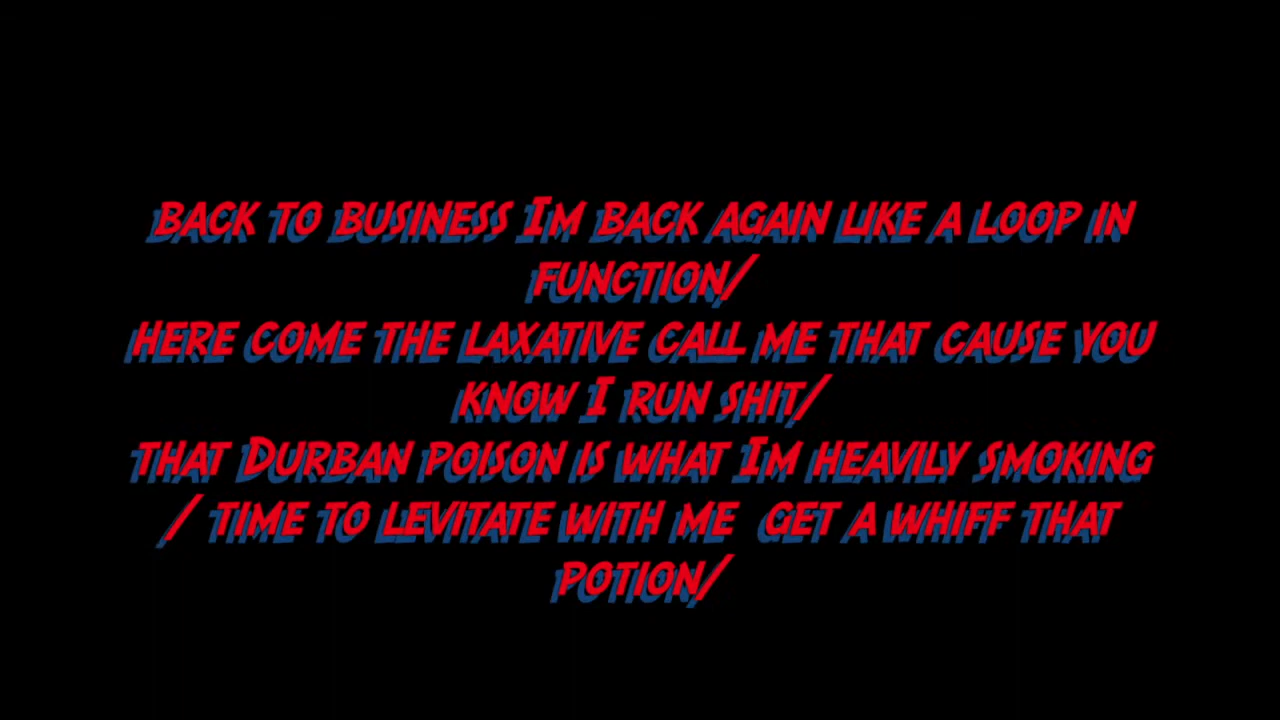 BACK TO BUSINESS IM BACK AGAIN LIKE A LOOP IN
FUNCTION/
HERE COME THE LAXATIVE CALL ME THAT CAUSE YOU
KNOW I RUN SHIT/
THAT DURBAN POISON IS WHAT IM HEAVILY SMOKING
/ TIME TO LEVITATE WITH ME  GET A WHIFF THAT
POTION/